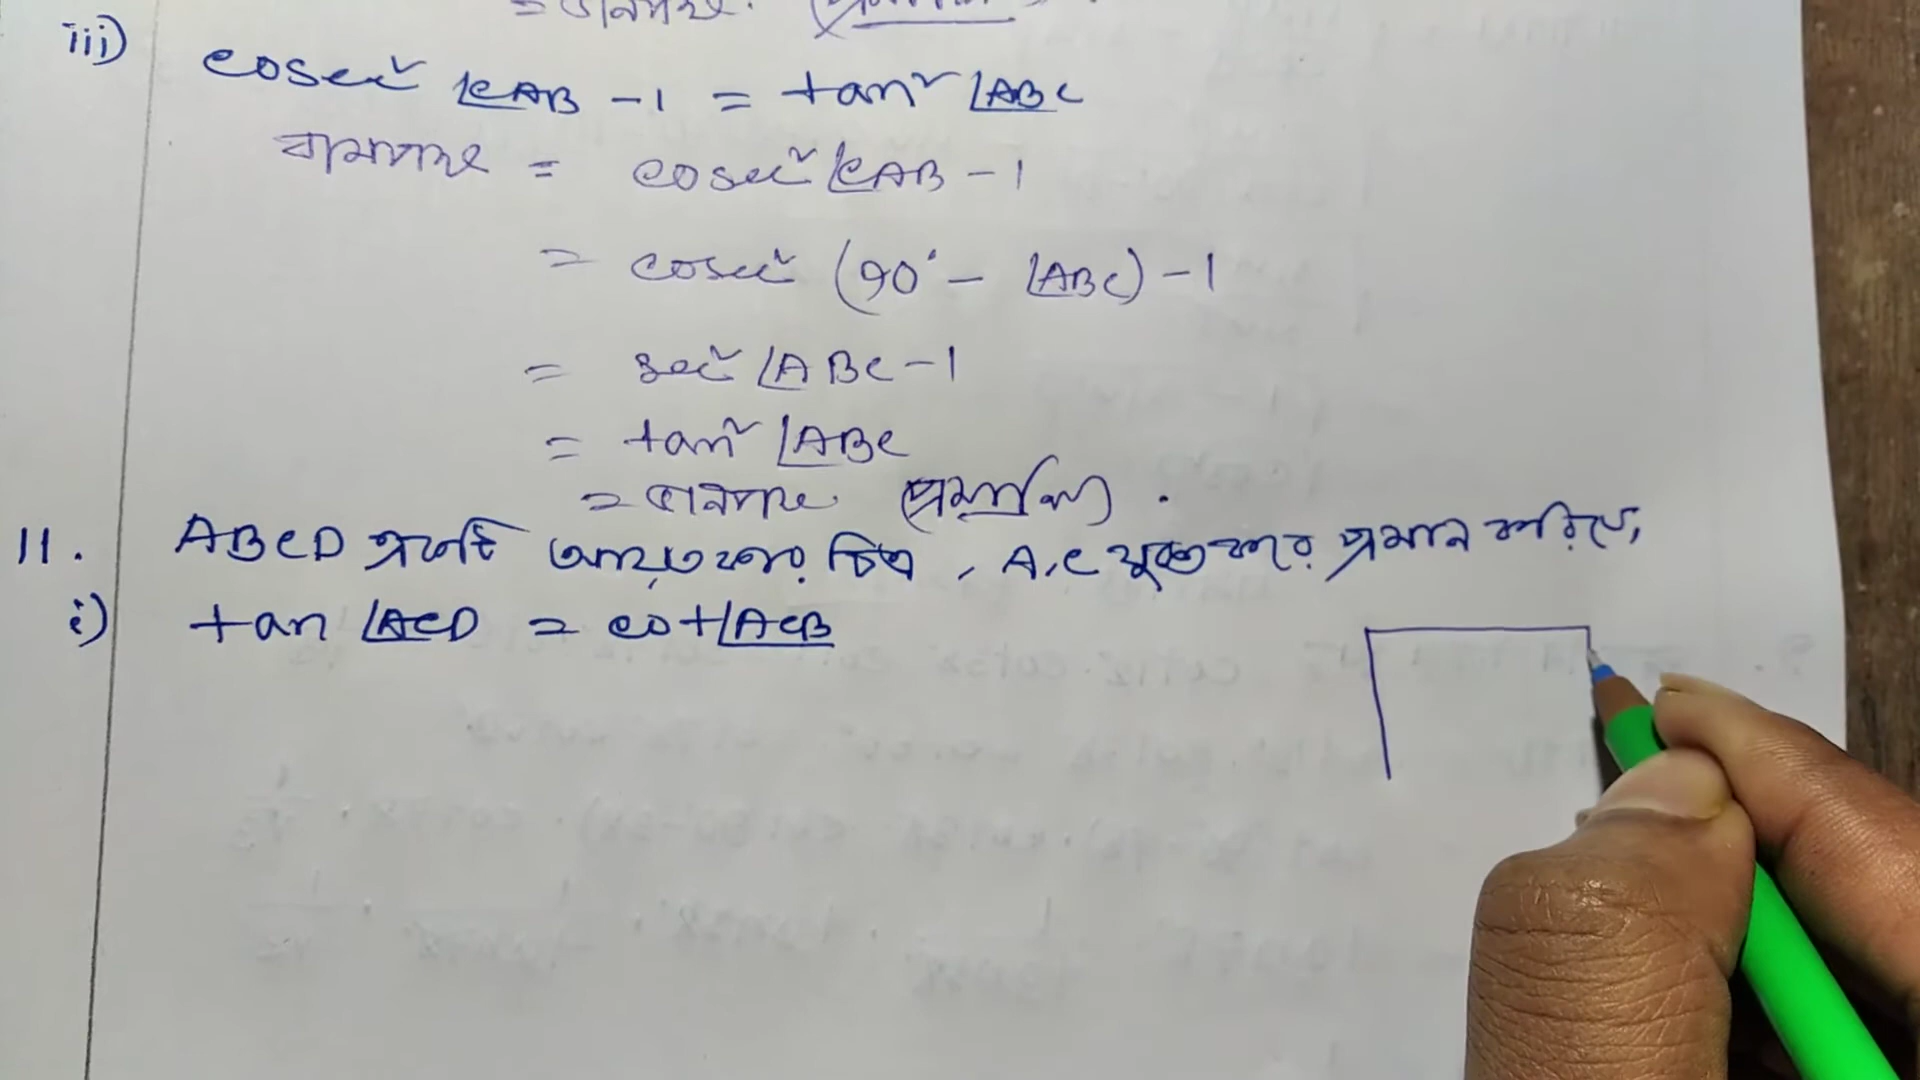 = ডানপক্ষ.
iii) cosec² ∠CAB - 1 = tan² ∠ABC
বামপক্ষ = cosec² ∠CAB - 1
= cosec² (90° - ∠ABC) - 1
= sec² ∠ABC - 1
= tan² ∠ABC
= ডানপক্ষ (প্রমাণিত).
11. ABCD একটি আয়তকার চিত্র, A,C যুক্ত করে প্রমান করি যে,
i) tan ∠ACD = cot ∠ACB